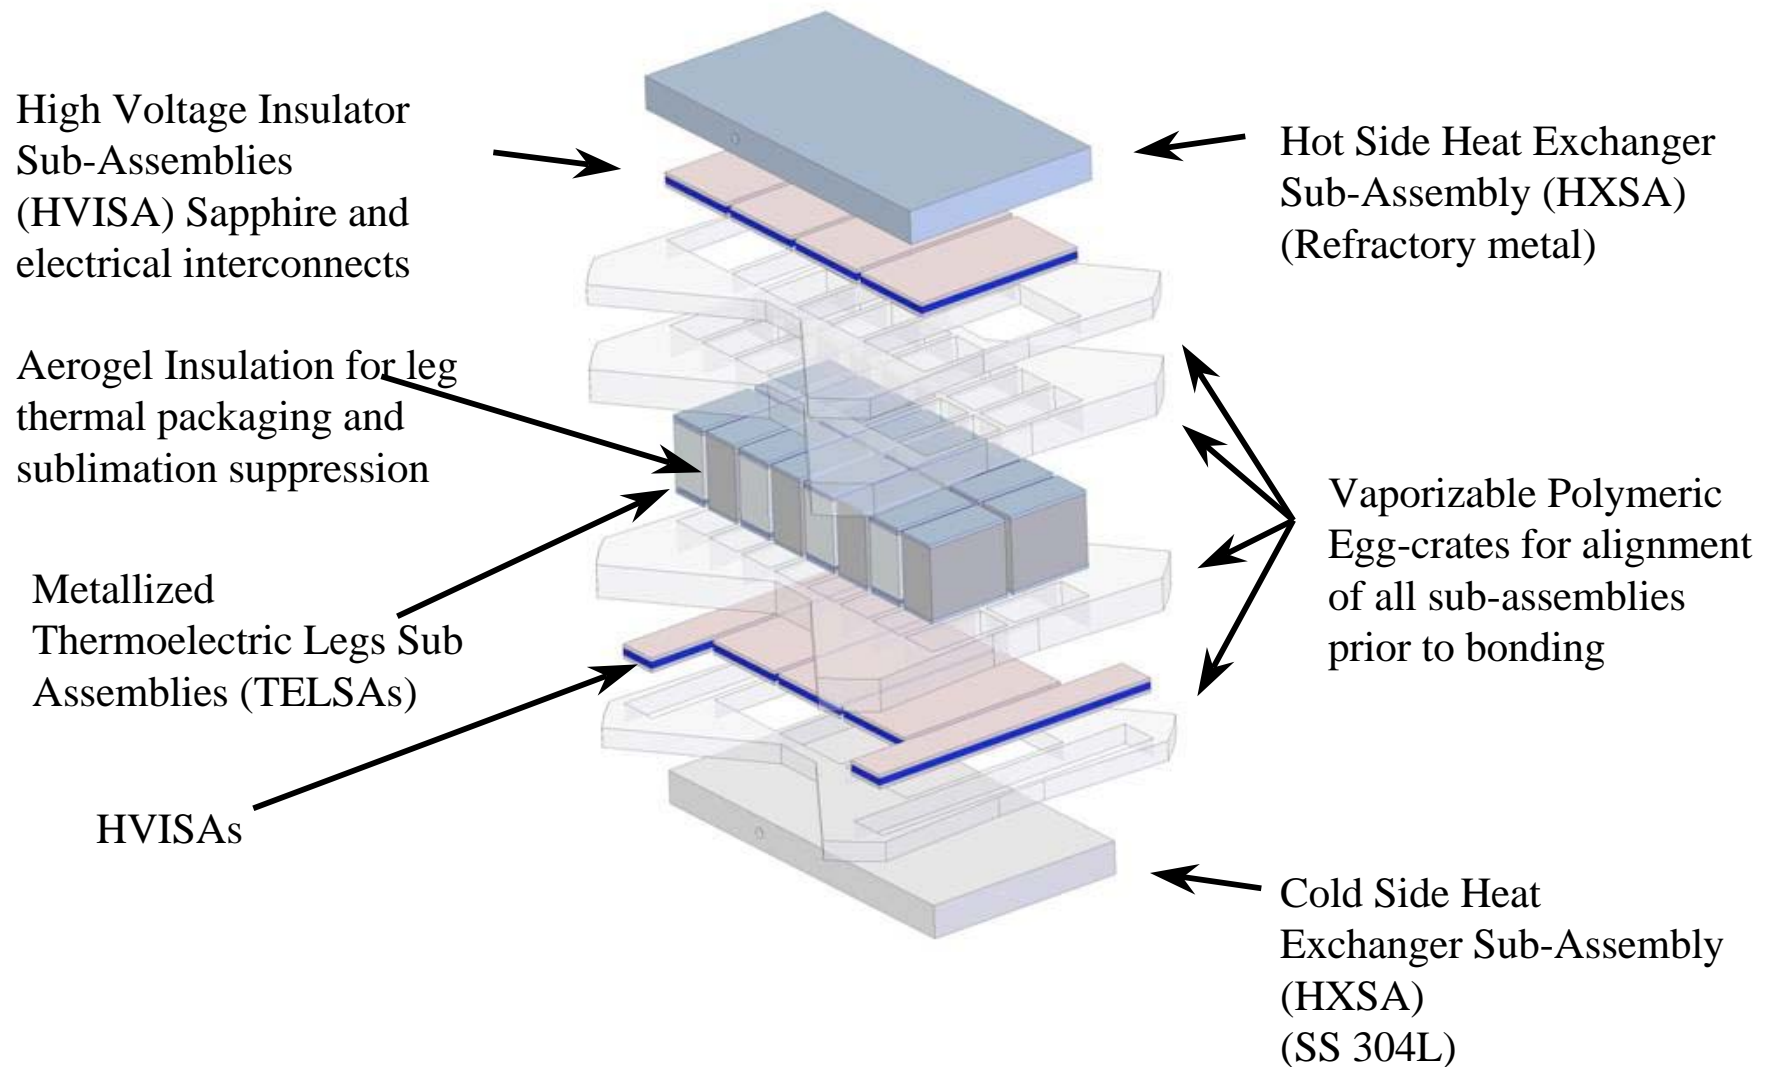 High Voltage Insulator
Sub-Assemblies
(HVISA) Sapphire and
electrical interconnects
Aerogel Insulation for leg
thermal packaging and
sublimation suppression
Metallized
Thermoelectric Legs Sub
Assemblies (TELSAs)
HVISAs
Hot Side Heat Exchanger
Sub-Assembly (HXSA)
(Refractory metal)
Vaporizable Polymeric
Egg-crates for alignment
of all sub-assemblies
prior to bonding
Cold Side Heat
Exchanger Sub-Assembly
(HXSA)
(SS 304L)